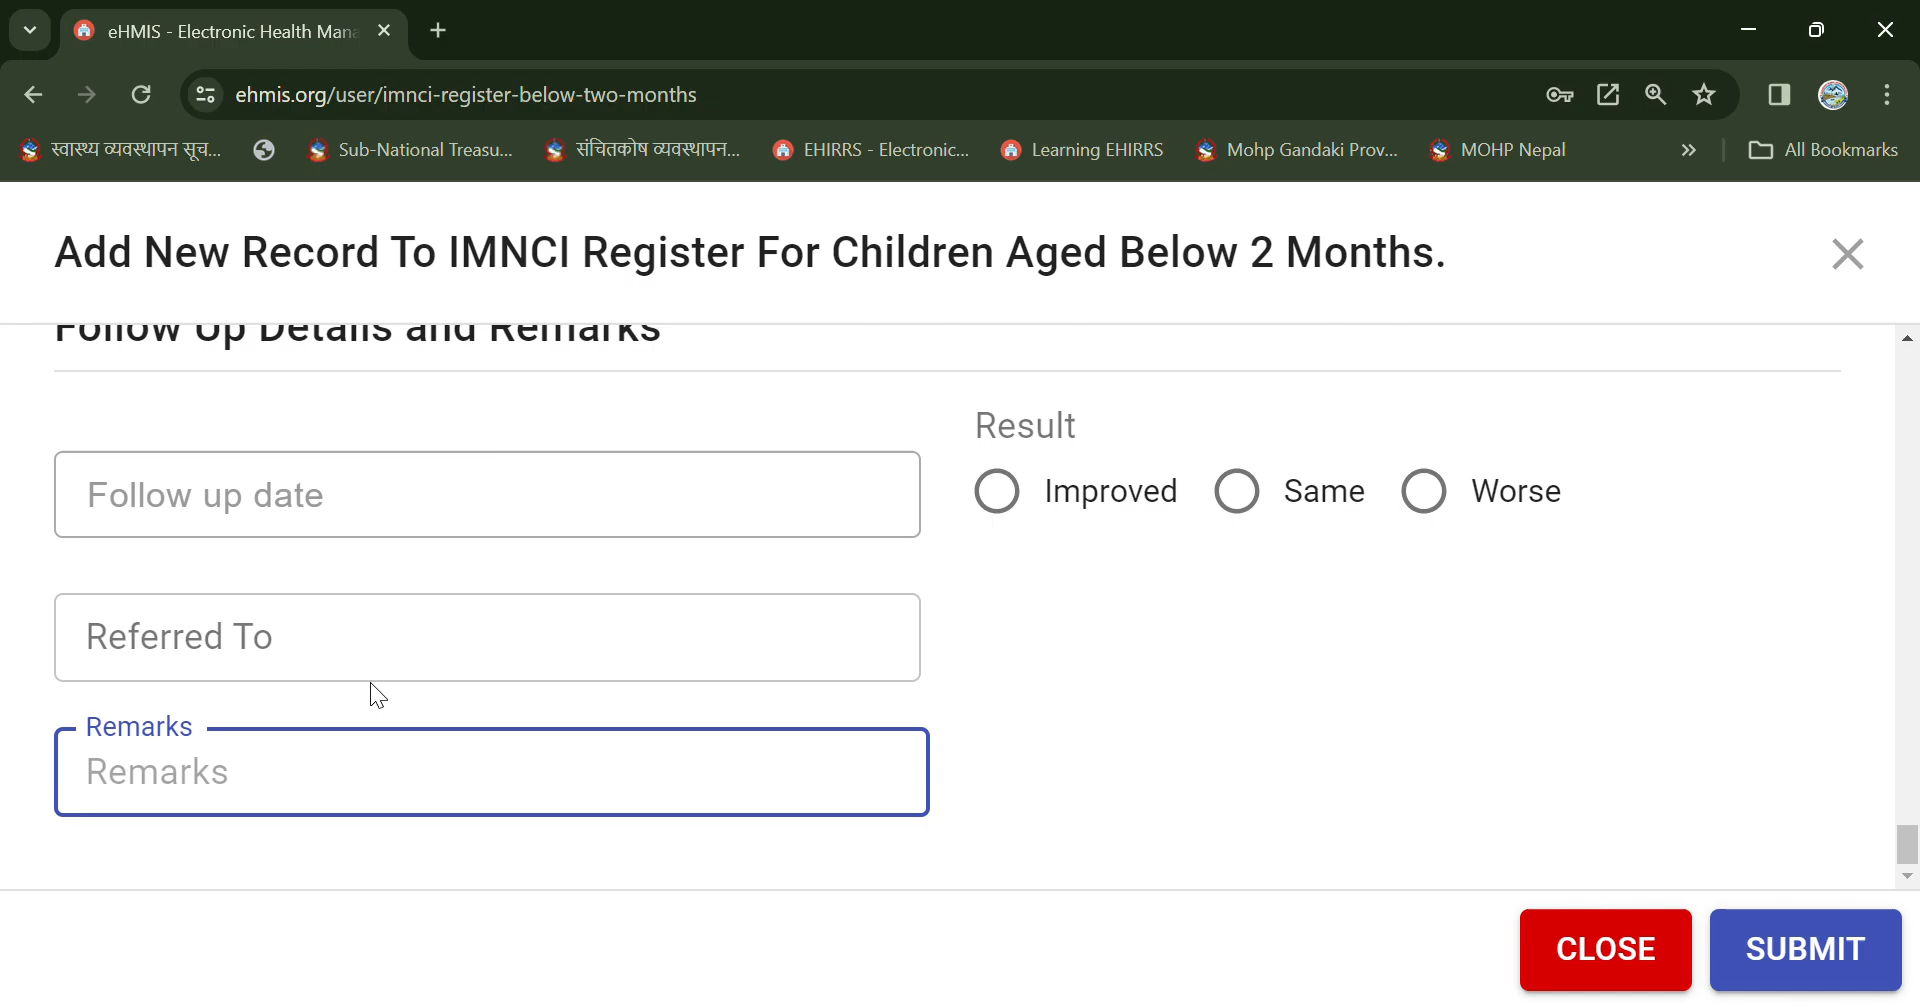 eHMIS - Electronic Health Mana
ehmis.org/user/imnci-register-below-two-months
स्वास्थ्य व्यवस्थापन सूच...
Sub-National Treasu...
संचितकोष व्यवस्थापन...
EHIRRS - Electronic...
Learning EHIRRS
Mohp Gandaki Prov...
MOHP Nepal
All Bookmarks
Add New Record To IMNCI Register For Children Aged Below 2 Months.
Follow Up Details and Remarks
Result
Follow up date
Improved
Same
Worse
Referred To
Remarks
Remarks
CLOSE
SUBMIT